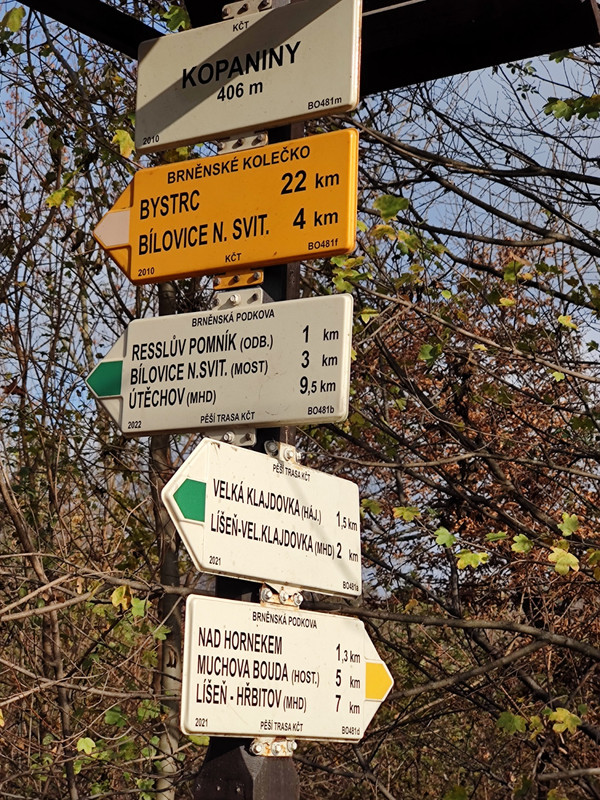 KČT
KOPANINY
406 m
2010 BO481m
BRNĚNSKÉ KOLEČKO
BYSTRC 22 km
BÍLOVICE N. SVIT. 4 km
2010 KČT BO481f
BRNĚNSKÁ PODKOVA
RESSLŮV POMNÍK (ODB.) 1 km
BÍLOVICE N.SVIT. (MOST) 3 km
ÚTĚCHOV (MHD) 9,5 km
2022 PĚŠÍ TRASA KČT BO481b
PĚŠÍ TRASA KČT
VELKÁ KLAJDOVKA (HÁJ.) 1,5 km
LÍŠEŇ-VEL.KLAJDOVKA (MHD) 2 km
2021 BO481a
BRNĚNSKÁ PODKOVA
NAD HORNEKEM 1,3 km
MUCHOVA BOUDA (HOST.) 5 km
LÍŠEŇ - HŘBITOV (MHD) 7 km
2021 PĚŠÍ TRASA KČT BO481d